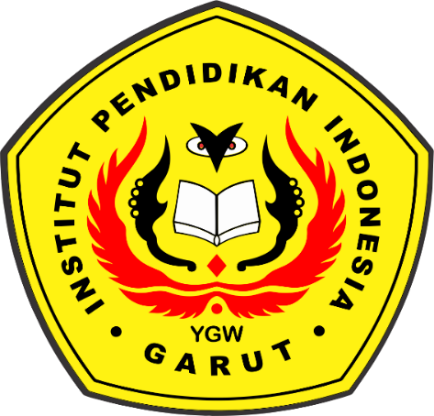 INSTITUT PENDIDIKAN INDONESIA
YGW
• GARUT •